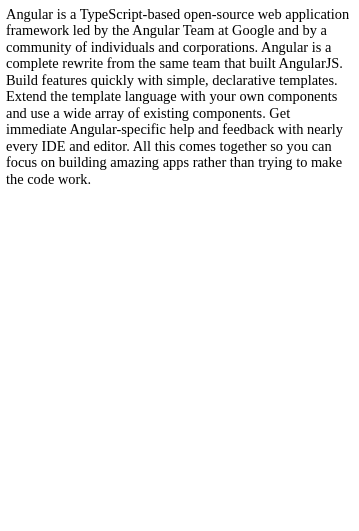 Angular is a TypeScript-based open-source web application
framework led by the Angular Team at Google and by a
community of individuals and corporations. Angular is a
complete rewrite from the same team that built AngularJS.
Build features quickly with simple, declarative templates.
Extend the template language with your own components
and use a wide array of existing components. Get
immediate Angular-specific help and feedback with nearly
every IDE and editor. All this comes together so you can
focus on building amazing apps rather than trying to make
the code work.